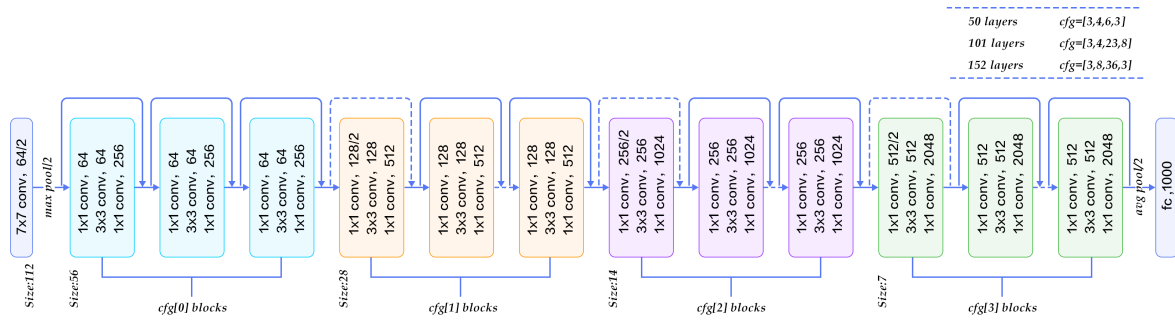 50 layers cfg=[3,4,6,3]
101 layers cfg=[3,4,23,8]
152 layers cfg=[3,8,36,3]
7×7 conv, 64/2
max pool/2
1x1 conv, 64
3x3 conv, 64
1x1 conv, 256
1x1 conv, 64
3x3 conv, 64
1x1 conv, 256
1x1 conv, 64
3x3 conv, 64
1x1 conv, 256
1x1 conv, 128/2
3x3 conv, 128
1x1 conv, 512
1x1 conv, 128
3x3 conv, 128
1x1 conv, 512
1x1 conv, 128
3x3 conv, 128
1x1 conv, 512
1x1 conv, 256/2
3x3 conv, 256
1x1 conv, 1024
1x1 conv, 256
3x3 conv, 256
1x1 conv, 1024
1x1 conv, 256
3x3 conv, 256
1x1 conv, 1024
1x1 conv, 512/2
3x3 conv, 512
1x1 conv, 2048
1x1 conv, 512
3x3 conv, 512
1x1 conv, 2048
1x1 conv, 512
3x3 conv, 512
1x1 conv, 2048
avg pool/2
fc ,1000
Size:112
Size:56
Size:28
Size:14
Size:7
cfg[0] blocks
cfg[1] blocks
cfg[2] blocks
cfg[3] blocks